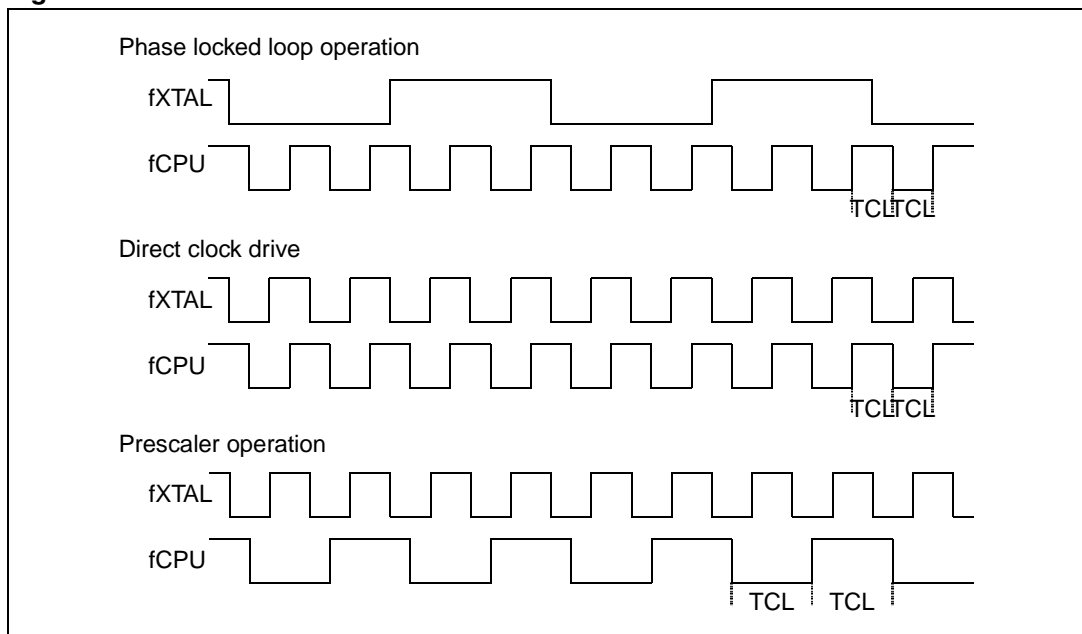 Phase locked loop operation
fXTAL
fCPU
TCL TCL
Direct clock drive
fXTAL
fCPU
TCL TCL
Prescaler operation
fXTAL
fCPU
TCL TCL